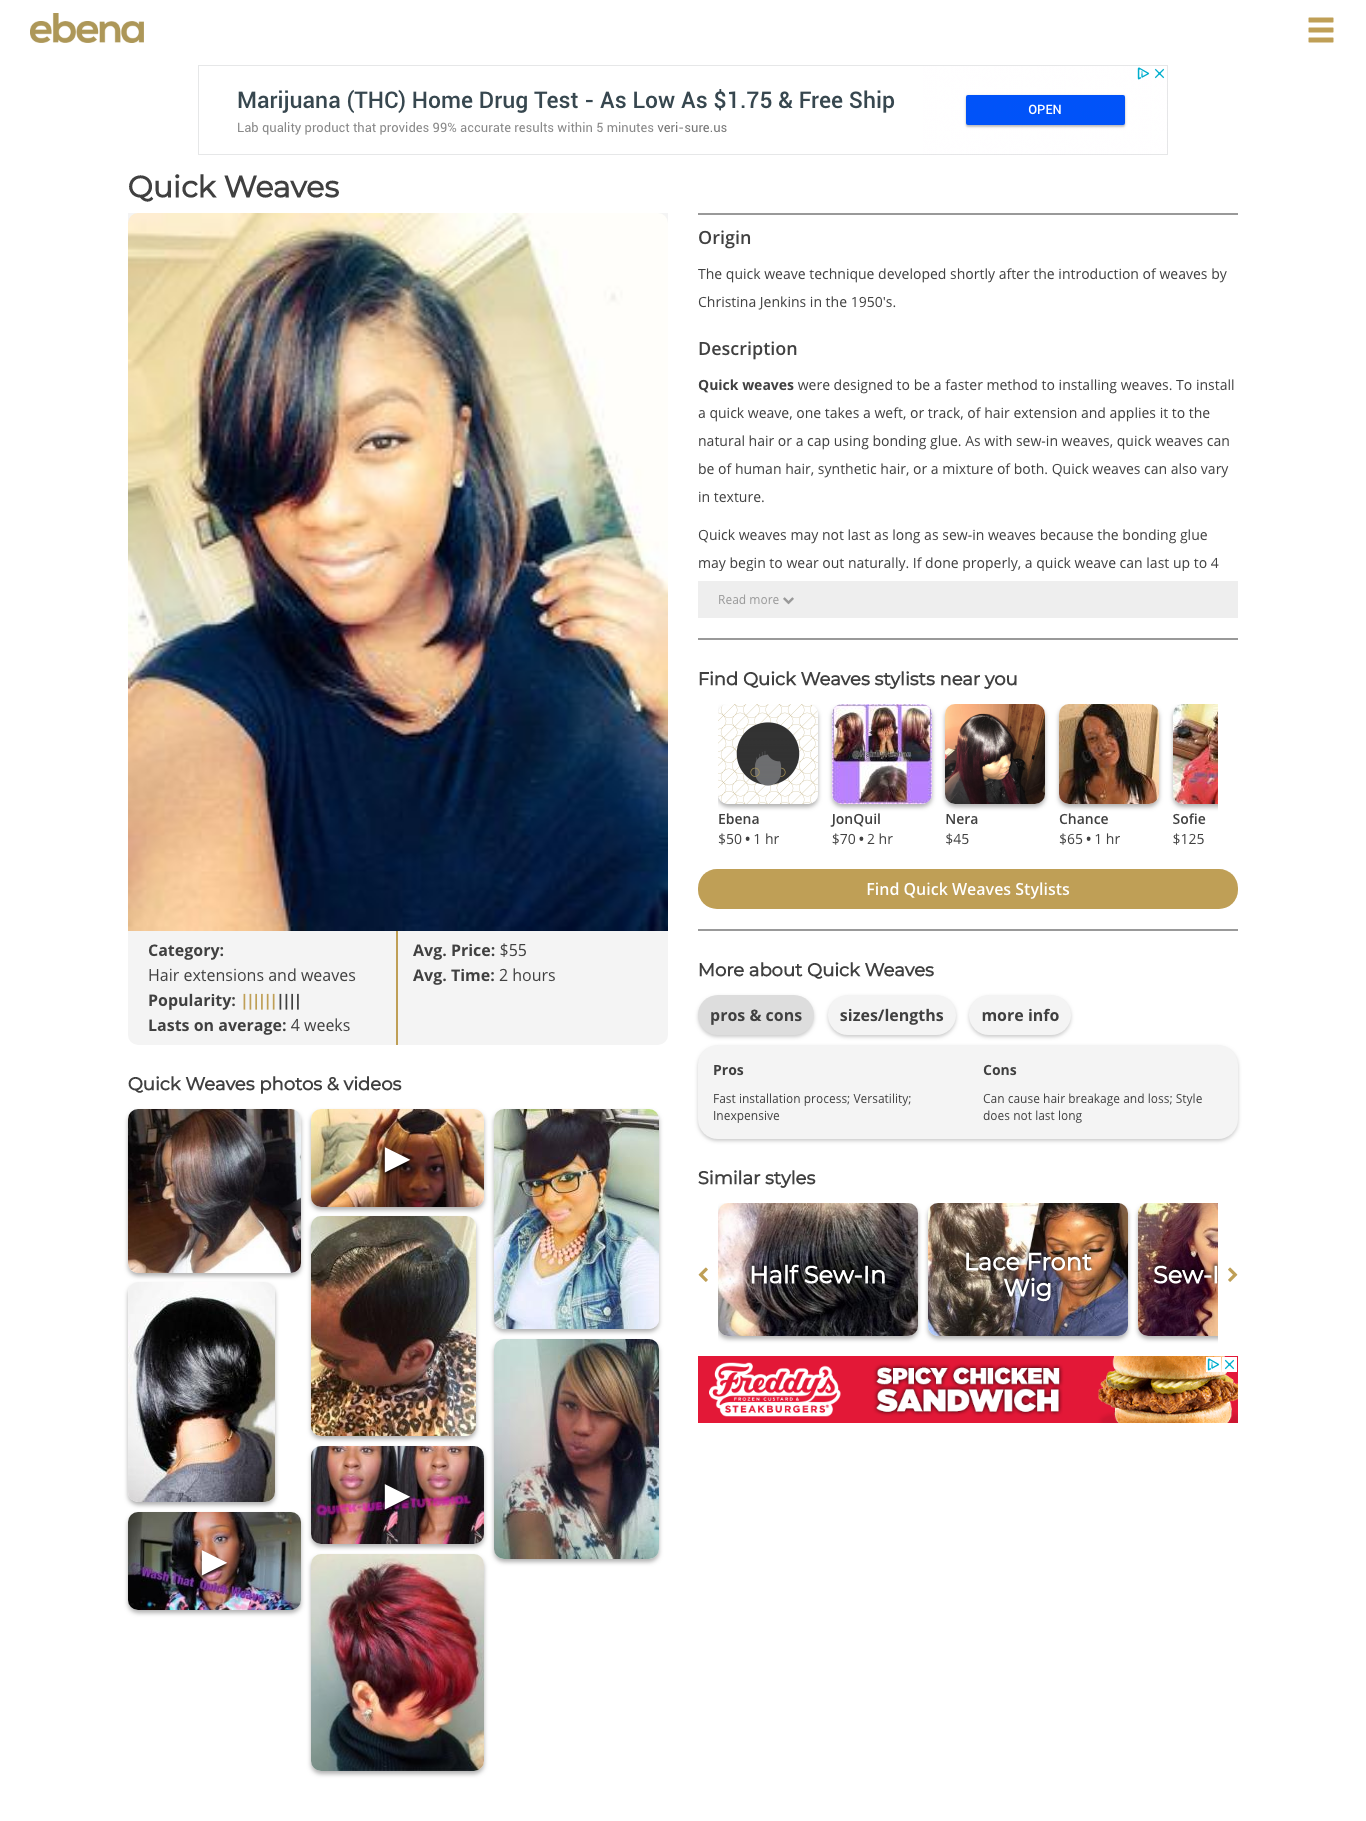 ebena
Marijuana (THC) Home Drug Test - As Low As $1.75 & Free Ship
Lab quality product that provides 99% accurate results within 5 minutes veri-sure.us
OPEN
Quick Weaves
Origin
The quick weave technique developed shortly after the introduction of weaves by
Christina Jenkins in the 1950's.
Description
Quick weaves were designed to be a faster method to installing weaves. To install
a quick weave, one takes a weft, or track, of hair extension and applies it to the
natural hair or a cap using bonding glue. As with sew-in weaves, quick weaves can
be of human hair, synthetic hair, or a mixture of both. Quick weaves can also vary
in texture.
Quick weaves may not last as long as sew-in weaves because the bonding glue
may begin to wear out naturally. If done properly, a quick weave can last up to 4
Read more
Find Quick Weaves stylists near you
Ebena
$50 • 1 hr
JonQuil
$70 • 2 hr
Nera
$45
Chance
$65 • 1 hr
Sofie
$125
Find Quick Weaves Stylists
Category:
Hair extensions and weaves
Popularity: ||||||||||
Lasts on average: 4 weeks
Avg. Price: $55
Avg. Time: 2 hours
More about Quick Weaves
pros & cons
sizes/lengths
more info
Pros
Fast installation process; Versatility;
Inexpensive
Cons
Can cause hair breakage and loss; Style
does not last long
Quick Weaves photos & videos
Wash That Quick Weave
Similar styles
Half Sew-In
Lace Front
Wig
Sew-I
Freddy's
FROZEN CUSTARD &
STEAKBURGERS
SPICY CHICKEN
SANDWICH